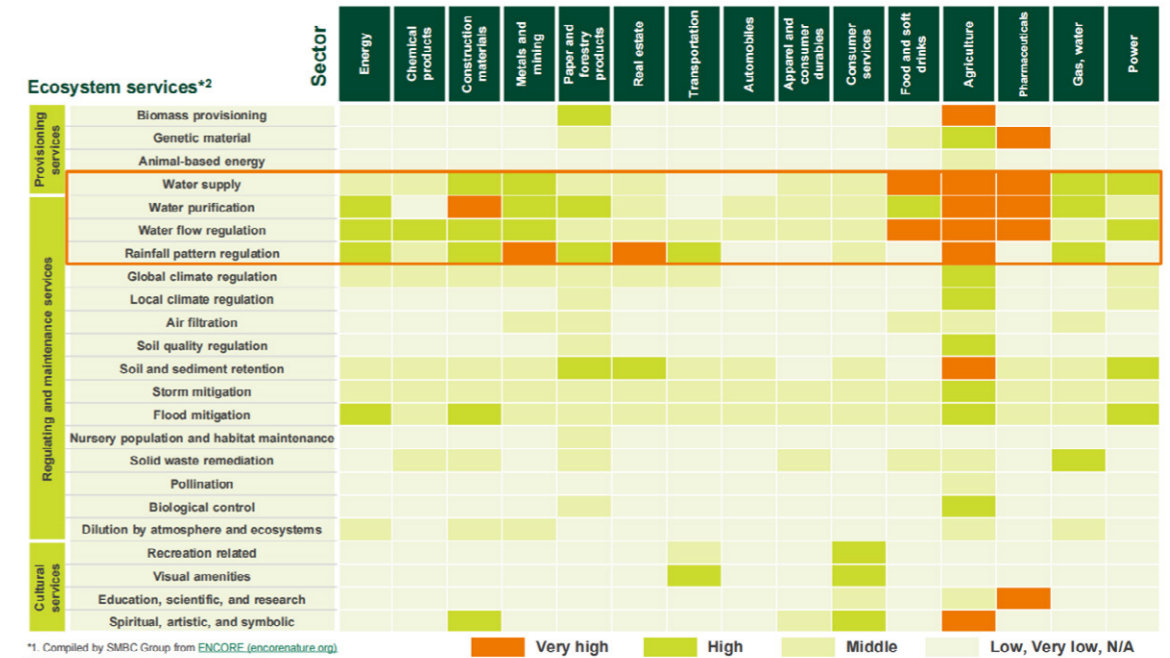 Sector
Energy
Chemical
products
Construction
materials
Metals and
mining
Paper and
forestry
products
Real estate
Transportation
Automobiles
Apparel and
consumer
durables
Consumer
services
Food and soft
drinks
Agriculture
Pharmaceuticals
Gas, water
Power
Ecosystem services*2
Provisioning
services
Biomass provisioning
Genetic material
Animal-based energy
Water supply
Regulating and maintenance services
Water purification
Water flow regulation
Rainfall pattern regulation
Global climate regulation
Local climate regulation
Air filtration
Soil quality regulation
Soil and sediment retention
Storm mitigation
Flood mitigation
Nursery population and habitat maintenance
Solid waste remediation
Pollination
Biological control
Dilution by atmosphere and ecosystems
Cultural
services
Recreation related
Visual amenities
Education, scientific, and research
Spiritual, artistic, and symbolic
*1. Compiled by SMBC Group from ENCORE (encorenature.org)
Very high
High
Middle
Low, Very low, N/A